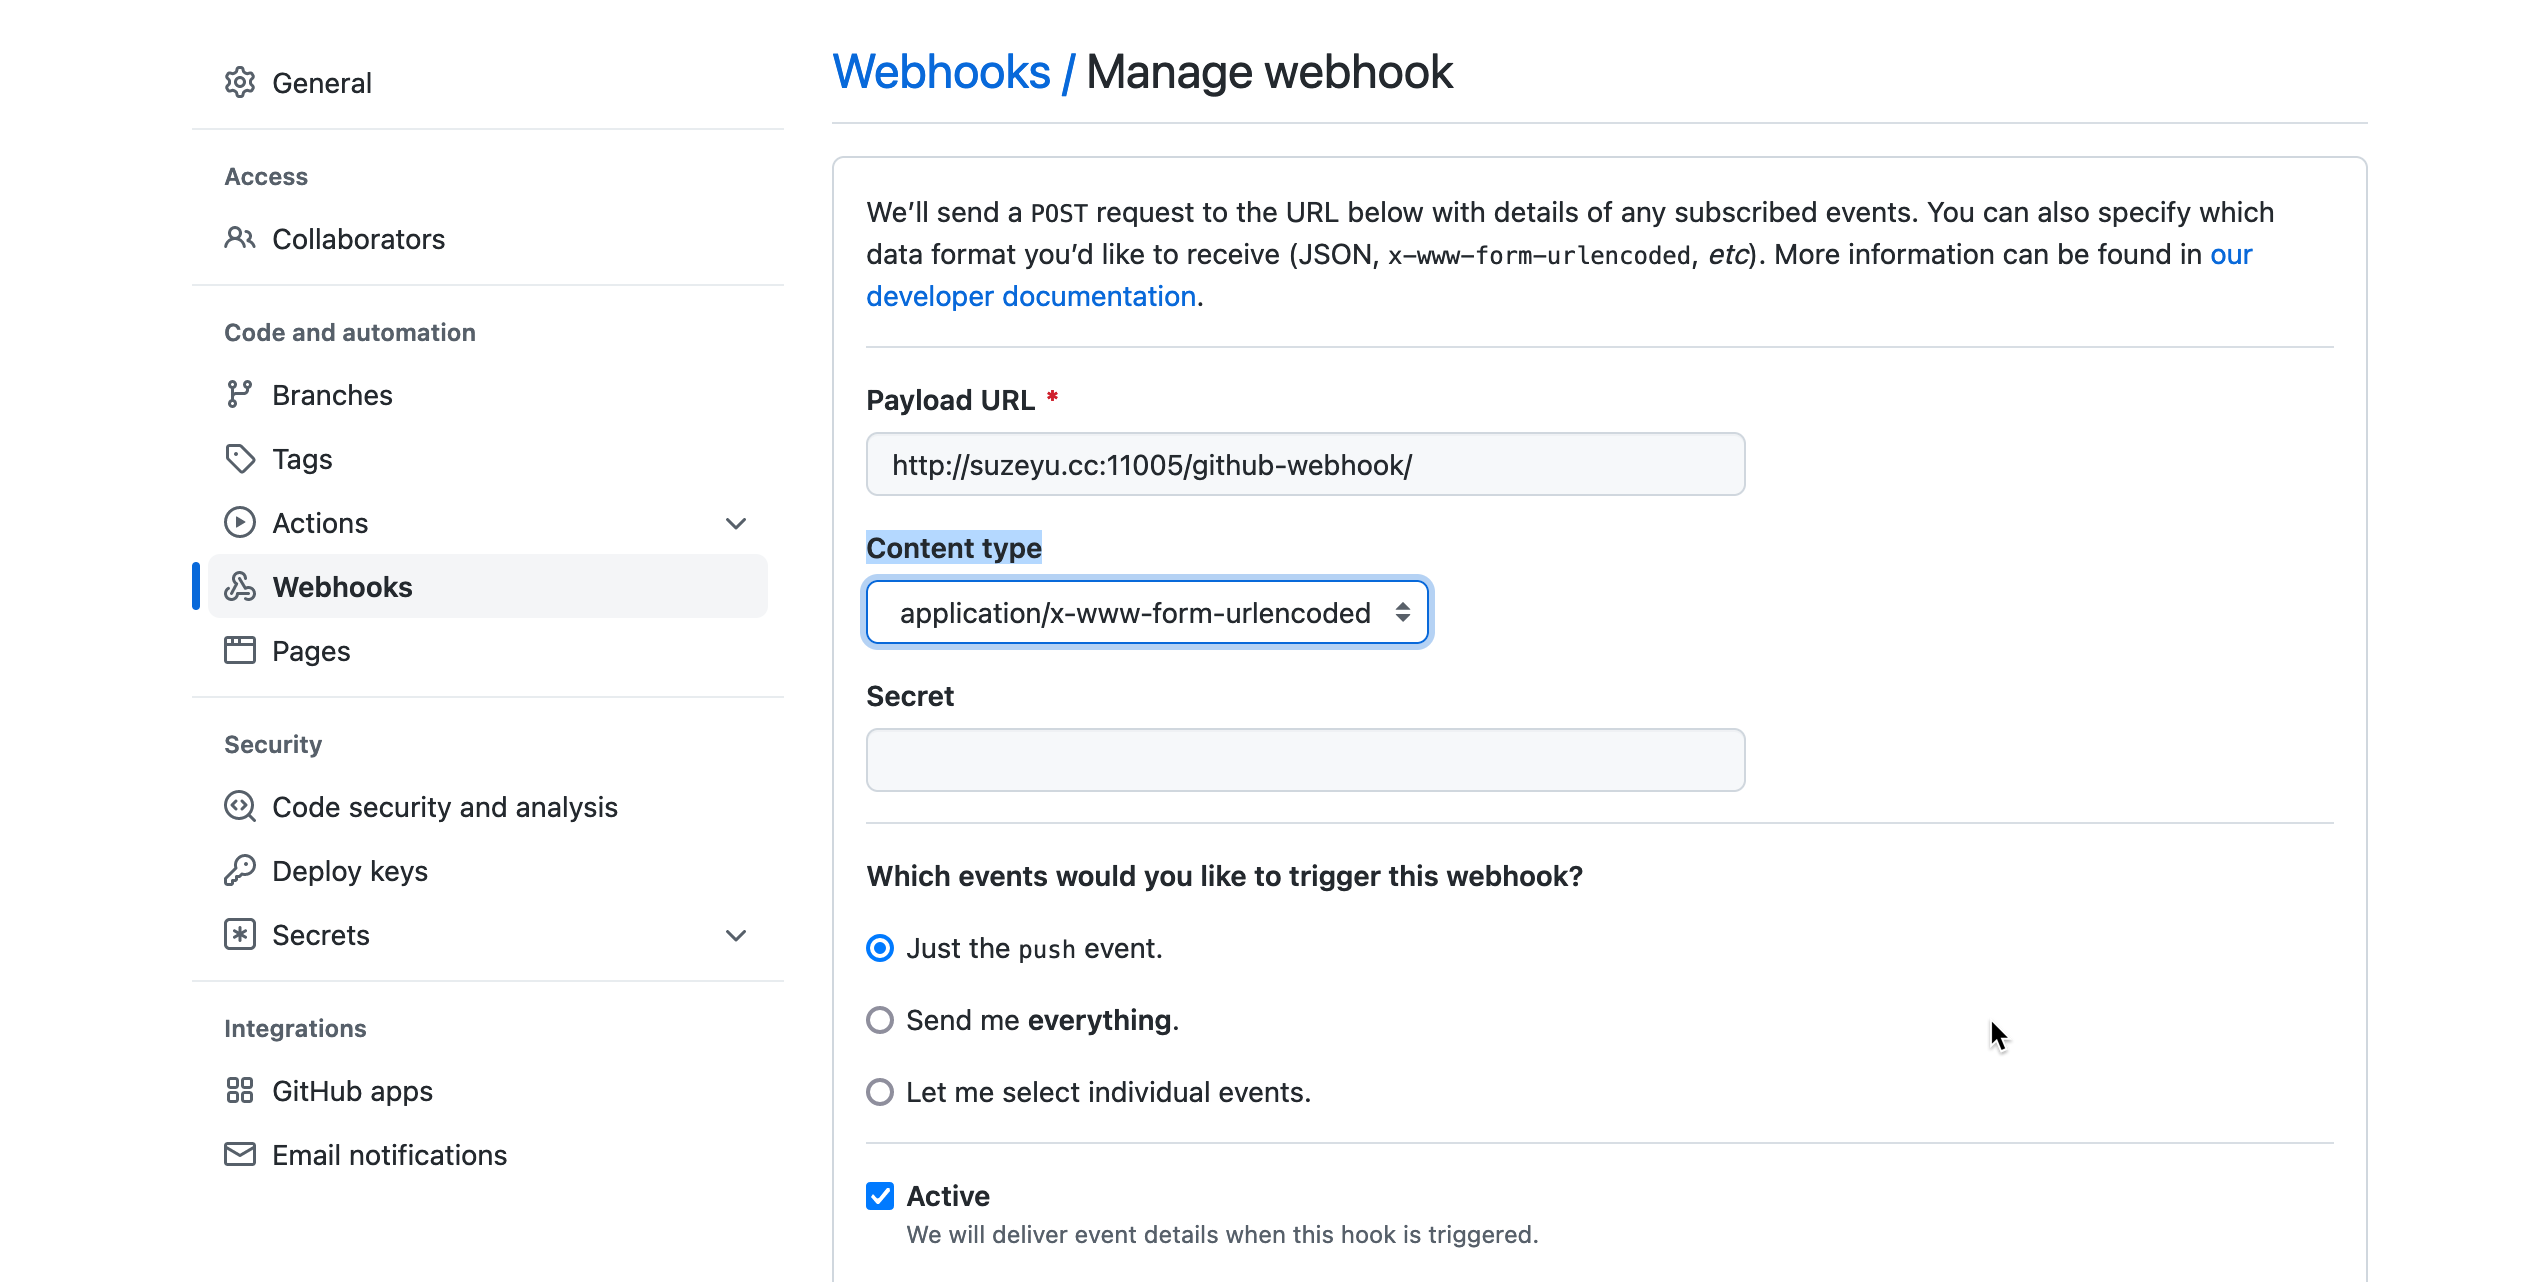 General
Access
Collaborators
Code and automation
Branches
Tags
Actions
Webhooks
Pages
Security
Code security and analysis
Deploy keys
Secrets
Integrations
GitHub apps
Email notifications
Webhooks / Manage webhook
We’ll send a POST request to the URL below with details of any subscribed events. You can also specify which
data format you’d like to receive (JSON, x-www-form-urlencoded, etc). More information can be found in our
developer documentation.
Payload URL *
http://suzeyu.cc:11005/github-webhook/
Content type
application/x-www-form-urlencoded
Secret
Which events would you like to trigger this webhook?
Just the push event.
Send me everything.
Let me select individual events.
Active
We will deliver event details when this hook is triggered.